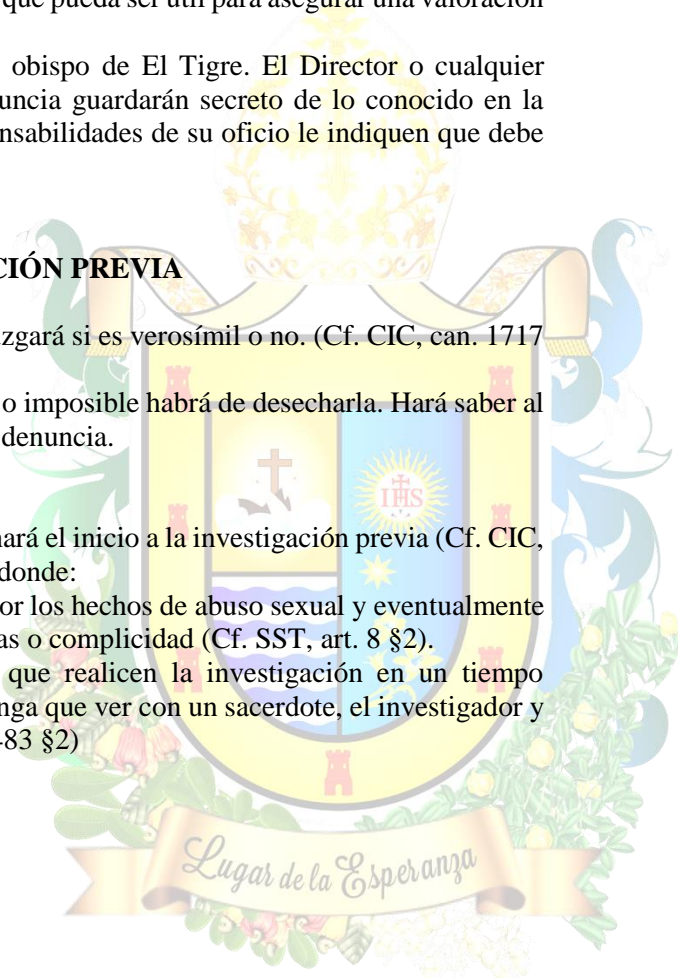 que pueda ser útil para asegurar una valoración
obispo de El Tigre. El Director o cualquier
uncia guardarán secreto de lo conocido en la
onsabilidades de su oficio le indiquen que debe
CIÓN PREVIA
uzgará si es verosímil o no. (Cf. CIC, can. 1717
o imposible habrá de desecharla. Hará saber al
denuncia.
nará el inicio a la investigación previa (Cf. CIC,
donde:
or los hechos de abuso sexual y eventualmente
as o complicidad (Cf. SST, art. 8 §2).
que realicen la investigación en un tiempo
nga que ver con un sacerdote, el investigador y
483 §2)
IHS
Lugar de la Esperanza